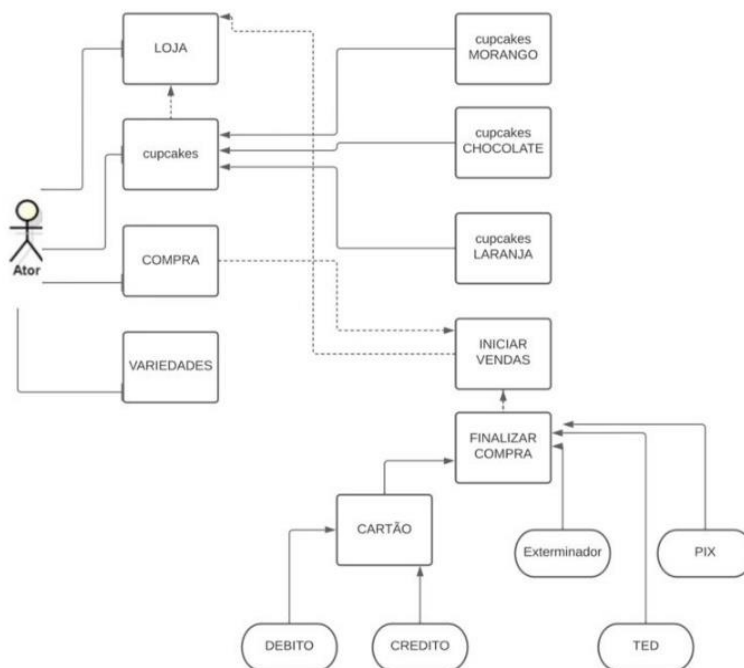 LOJA
cupcakes
MORANGO
cupcakes
CHOCOLATE
cupcakes
cupcakes
LARANJA
Ator
COMPRA
INICIAR
VENDAS
VARIEDADES
FINALIZAR
COMPRA
CARTÃO
Exterminador
PIX
DEBITO
CREDITO
TED